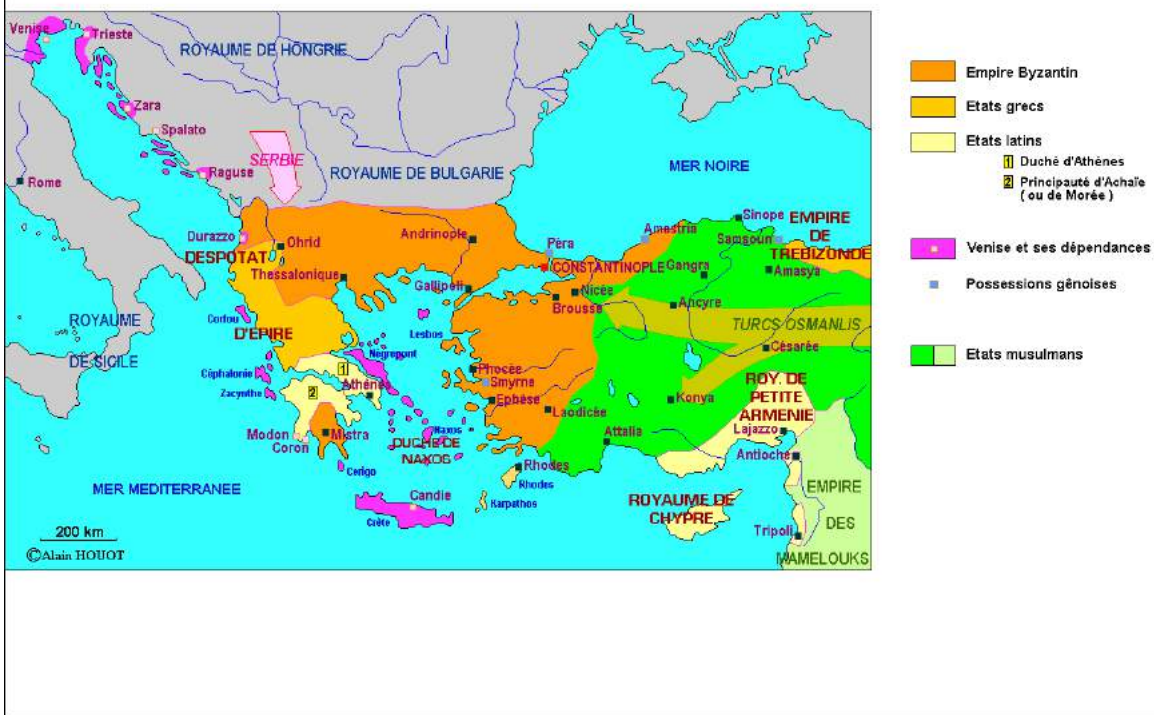 Venise
Trieste
ROYAUME DE HONGRIE
Zara
Spalato
SERBIE
Raguse
ROYAUME DE BULGARIE
MER NOIRE
Rome
Durazzo
Ohrid
DESPOTAT
D'EPIRE
Thessalonique
Andrinople
Gallipoli
Péra
CONSTANTINOPLE
Nicée
Brousse
Amastria
Gangra
Sinope
Samsoun
EMPIRE
DE
TREBIZONDE
Amasya
Ancyre
TURCS OSMANLIS
Césarée
ROYAUME
DE SICILE
Corfou
Lesbos
Négrepont
Céphalonie
Zacynthe
1
2
Athènes
Phocée
Smyrne
Ephèse
Laodicée
Konya
ROY. DE
PETITE
ARMENIE
Lajazzo
Attalia
Antioche
Modon
Coron
Mistra
Naxos
DUCHE DE
NAXOS
Cerigo
Rhodes
Rhodes
Karpathos
Candie
Crète
ROYAUME DE
CHYPRE
Tripoli
EMPIRE
DES
MAMELOUKS
MER MEDITERRANEE
200 km
©Alain HOUOT
Empire Byzantin
Etats grecs
Etats latins
1 Duché d'Athènes
2 Principauté d'Achaïe
( ou de Morée )
Venise et ses dépendances
Possessions gênoises
Etats musulmans